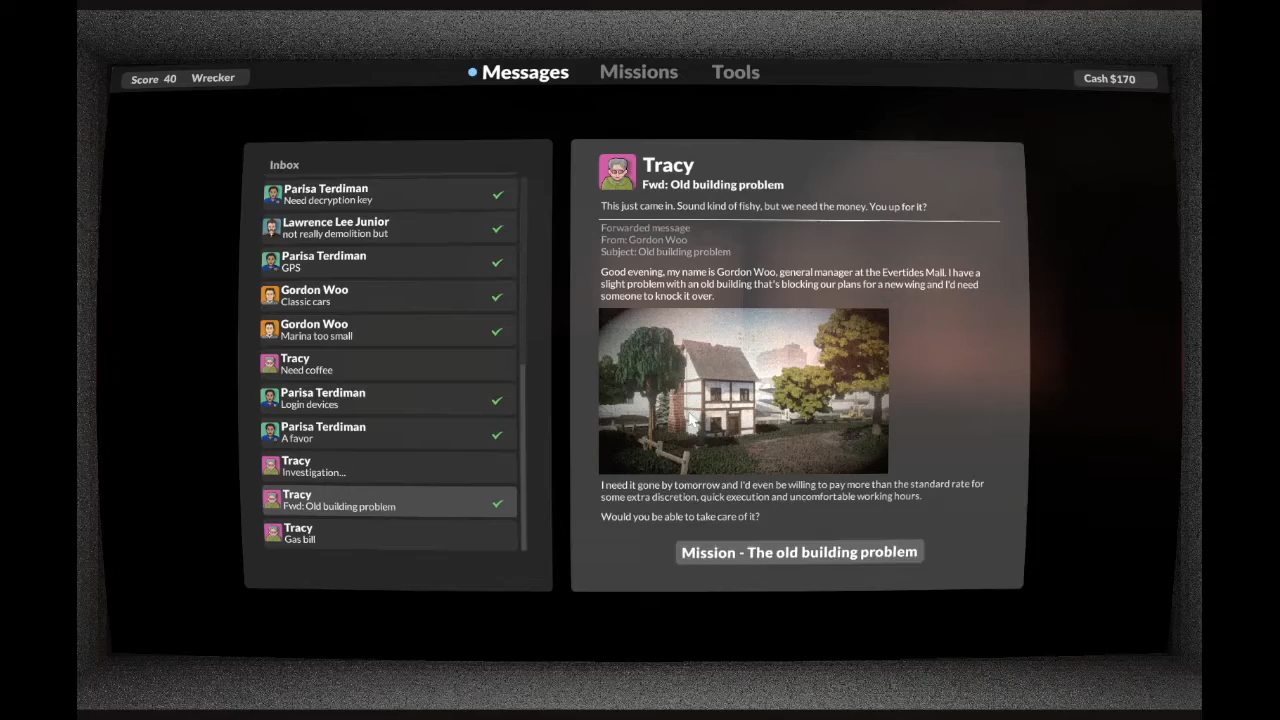 Score 40 Wrecker
Messages Missions Tools
Cash $170
Inbox
Parisa Terdiman
Need decryption key
Lawrence Lee Junior
not really demolition but
Parisa Terdiman
GPS
Gordon Woo
Classic cars
Gordon Woo
Marina too small
Tracy
Need coffee
Parisa Terdiman
Login devices
Parisa Terdiman
A favor
Tracy
Investigation...
Tracy
Fwd: Old building problem
Tracy
Gas bill
Tracy
Fwd: Old building problem
This just came in. Sound kind of fishy, but we need the money. You up for it?
Forwarded message
From: Gordon Woo
Subject: Old building problem
Good evening, my name is Gordon Woo, general manager at the Evertides Mall. I have a
slight problem with an old building that's blocking our plans for a new wing and I'd need
someone to knock it over.
I need it gone by tomorrow and I'd even be willing to pay more than the standard rate for
some extra discretion, quick execution and uncomfortable working hours.
Would you be able to take care of it?
Mission - The old building problem